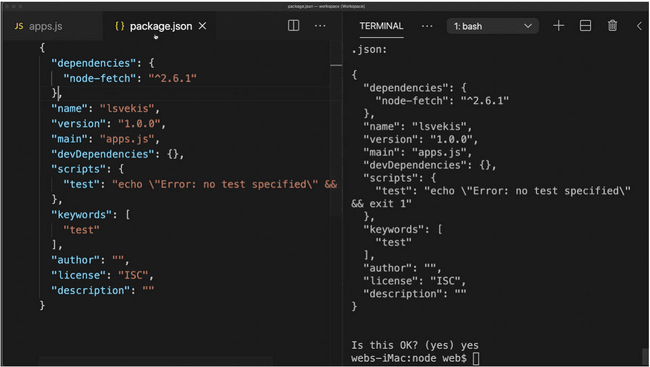 package.json — workspace (Workspace)
JS apps.js
{ } package.json ×
{
"dependencies": {
"node-fetch": "^2.6.1"
},
"name": "lsvekis",
"version": "1.0.0",
"main": "apps.js",
"devDependencies": {},
"scripts": {
"test": "echo \"Error: no test specified\" &&
},
"keywords": [
"test"
],
"author": "",
"license": "ISC",
"description": ""
}
TERMINAL ... 1: bash
.json:
{
"dependencies": {
"node-fetch": "^2.6.1"
},
"name": "lsvekis",
"version": "1.0.0",
"main": "apps.js",
"devDependencies": {},
"scripts": {
"test": "echo \"Error: no test specified\"
&& exit 1"
},
"keywords": [
"test"
],
"author": "",
"license": "ISC",
"description": ""
}
Is this OK? (yes) yes
webs-iMac:node web$